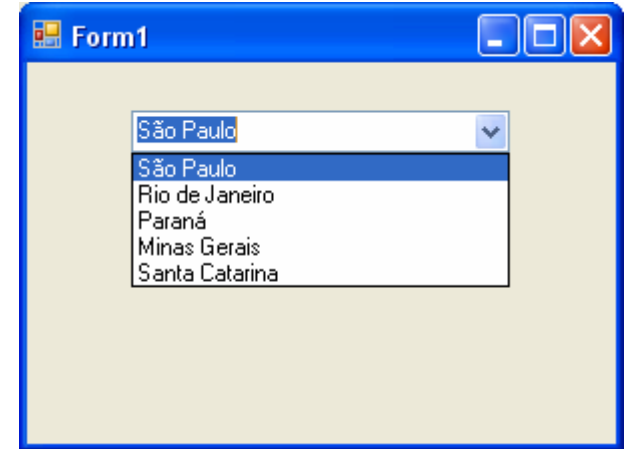 Form1
São Paulo
São Paulo
Rio de Janeiro
Paraná
Minas Gerais
Santa Catarina